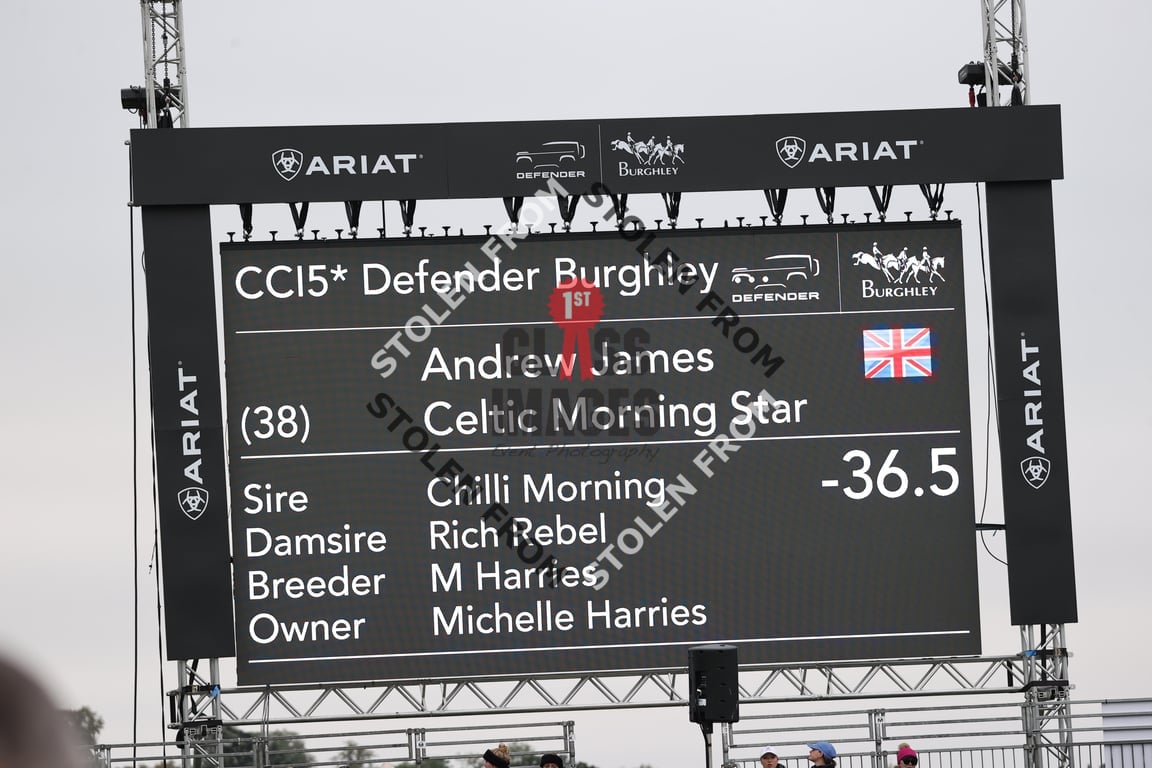 ARIAT DEFENDER BURGHLEY ARIAT
CCI5* Defender Burghley DEFENDER BURGHLEY
Andrew James
(38) Celtic Morning Star
-36.5
Sire Chilli Morning
Damsire Rich Rebel
Breeder M Harries
Owner Michelle Harries
ARIAT
ARIAT
STOLEN FROM
STOLEN FROM
1ST
CLASS
IMAGES
Event Photography
STOLEN FROM
STOLEN FROM